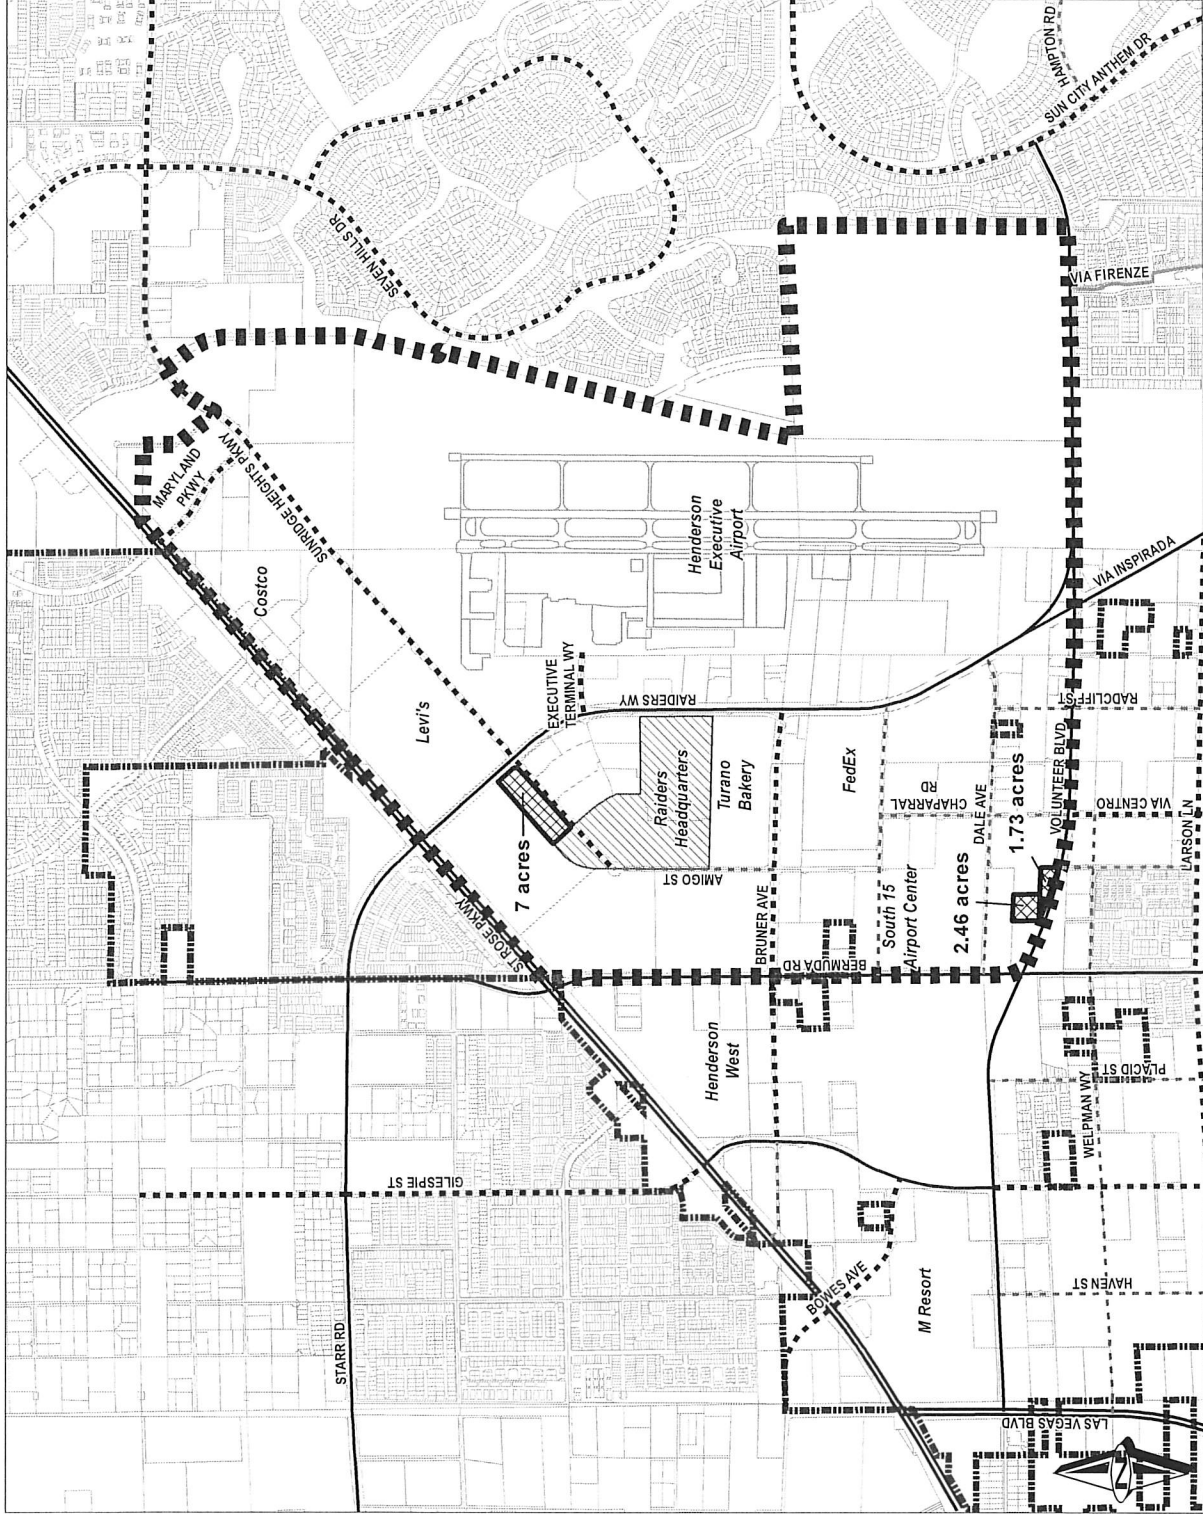 HAMPTON RD
SUN CITY ANTHEM DR
SEVEN HILLS DR
VIA FIRENZE
MARYLAND
PKWY
SUNRIDGE HEIGHTS PKWY
Costco
Henderson
Executive
Airport
VIA INSPIRADA
Levi's
EXECUTIVE
TERMINAL WY
RAIDERS WY
RADCLIFF ST
7 acres
Raiders
Headquarters
Turano
Bakery
FedEx
CHAPARRAL
RD
DALE AVE
1.73 acres
VOLUNTEER BLVD
VIA CENTRO
LARSON LN
AMIGO ST
ST ROSE PKWY
BRUNER AVE
South 15
Airport Center
2.46 acres
BERMUDA RD
Henderson
West
PLACID ST
WELPMAN WY
GILESPIE ST
STARR RD
BOWES AVE
M Resort
HAVEN ST
LAS VEGAS BLVD
N